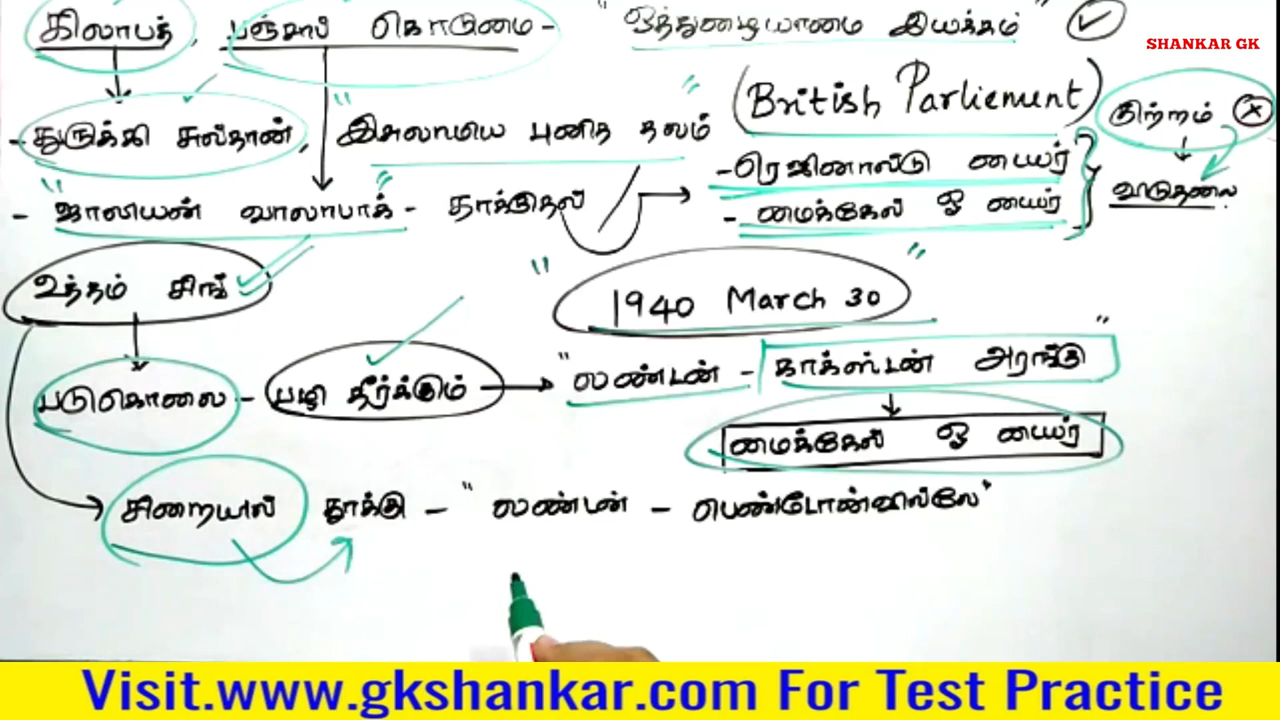 கிலாபத், பஞ்சாப் கொடுமை - "ஒத்துழையாமை இயக்கம்"
SHANKAR GK
(British Parliement)
குற்றம் ×
- துருக்கி சுல்தான், "இசுலாமிய புனித தலம்"
- ரெஜினால்டு டையர்
விடுதலை
- "ஜாலியன் வாலாபாக்" - தாக்குதல்
- மைக்கேல் ஓ டையர்
உத்தம் சிங்
"1940 March 30"
படுகொலை - பழி தீர்க்கும் "லண்டன் - காக்ஸ்டன் அரங்கு"
மைக்கேல் ஓ டையர்
சிறையில் தூக்கு - "லண்டன் - பெண்டோன்வில்லே"
Visit.www.gkshankar.com For Test Practice